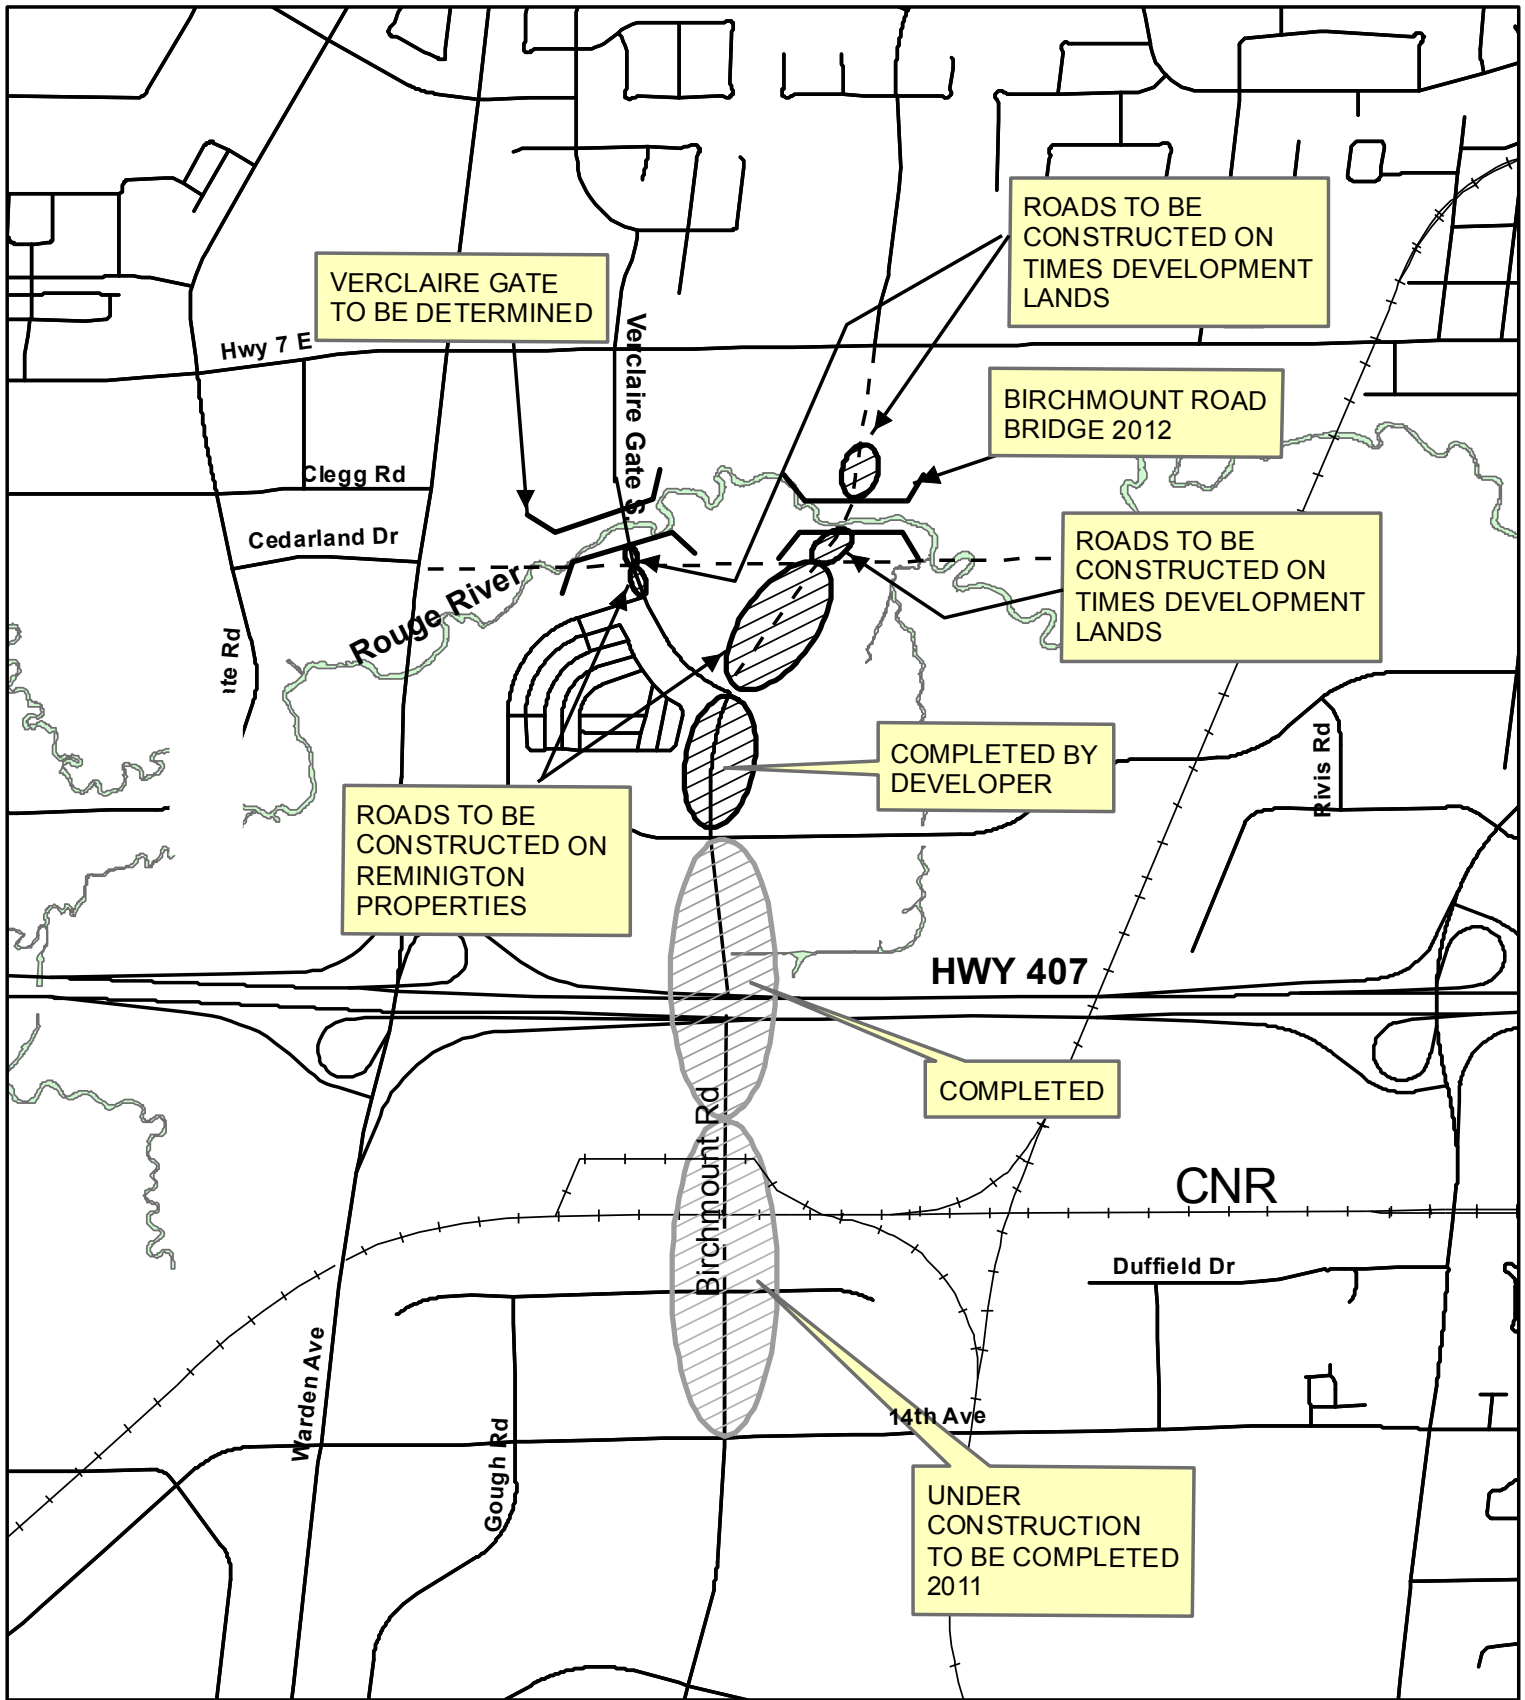 ROADS TO BE
CONSTRUCTED ON
TIMES DEVELOPMENT
LANDS
VERCLAIRE GATE
TO BE DETERMINED
Hwy 7 E
Verclaire Gate S.
BIRCHMOUNT ROAD
BRIDGE 2012
Clegg Rd
Cedarland Dr
ROADS TO BE
CONSTRUCTED ON
TIMES DEVELOPMENT
LANDS
Rouge River
te Rd
COMPLETED BY
DEVELOPER
Rivis Rd
ROADS TO BE
CONSTRUCTED ON
REMINIGTON
PROPERTIES
HWY 407
COMPLETED
Birchmount Rd
CNR
Duffield Dr
Warden Ave
14th Ave
Gough Rd
UNDER
CONSTRUCTION
TO BE COMPLETED
2011